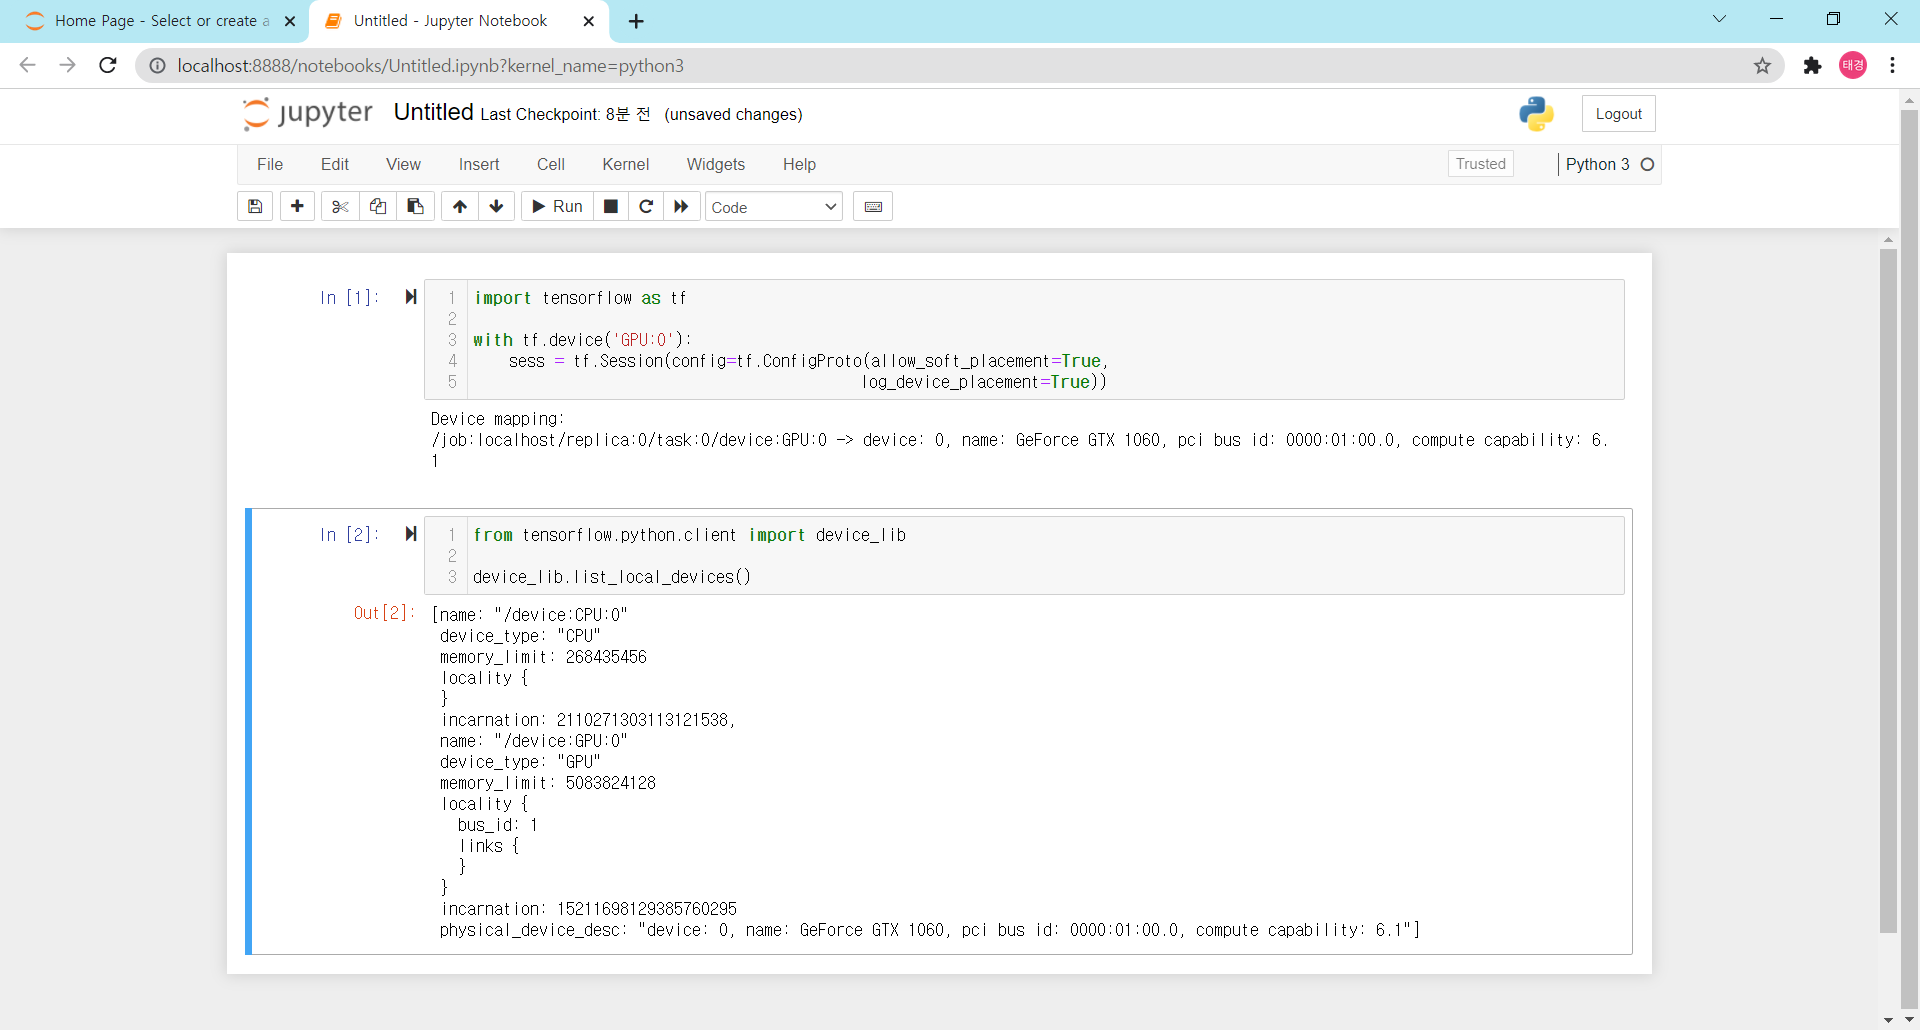 Home Page - Select or create a
Untitled - Jupyter Notebook
localhost:8888/notebooks/Untitled.ipynb?kernel_name=python3
태경
jupyter Untitled Last Checkpoint: 8분 전 (unsaved changes)
Logout
File Edit View Insert Cell Kernel Widgets Help
Trusted
Python 3
Run
Code
In [1]:
1 import tensorflow as tf
2
3 with tf.device('GPU:0'):
4     sess = tf.Session(config=tf.ConfigProto(allow_soft_placement=True,
5                                             log_device_placement=True))
Device mapping:
/job:localhost/replica:0/task:0/device:GPU:0 -> device: 0, name: GeForce GTX 1060, pci bus id: 0000:01:00.0, compute capability: 6.
1
In [2]:
1 from tensorflow.python.client import device_lib
2
3 device_lib.list_local_devices()
Out[2]:
[name: "/device:CPU:0"
device_type: "CPU"
memory_limit: 268435456
locality {
}
incarnation: 2110271303113121538,
name: "/device:GPU:0"
device_type: "GPU"
memory_limit: 5083824128
locality {
bus_id: 1
links {
}
}
incarnation: 15211698129385760295
physical_device_desc: "device: 0, name: GeForce GTX 1060, pci bus id: 0000:01:00.0, compute capability: 6.1"]